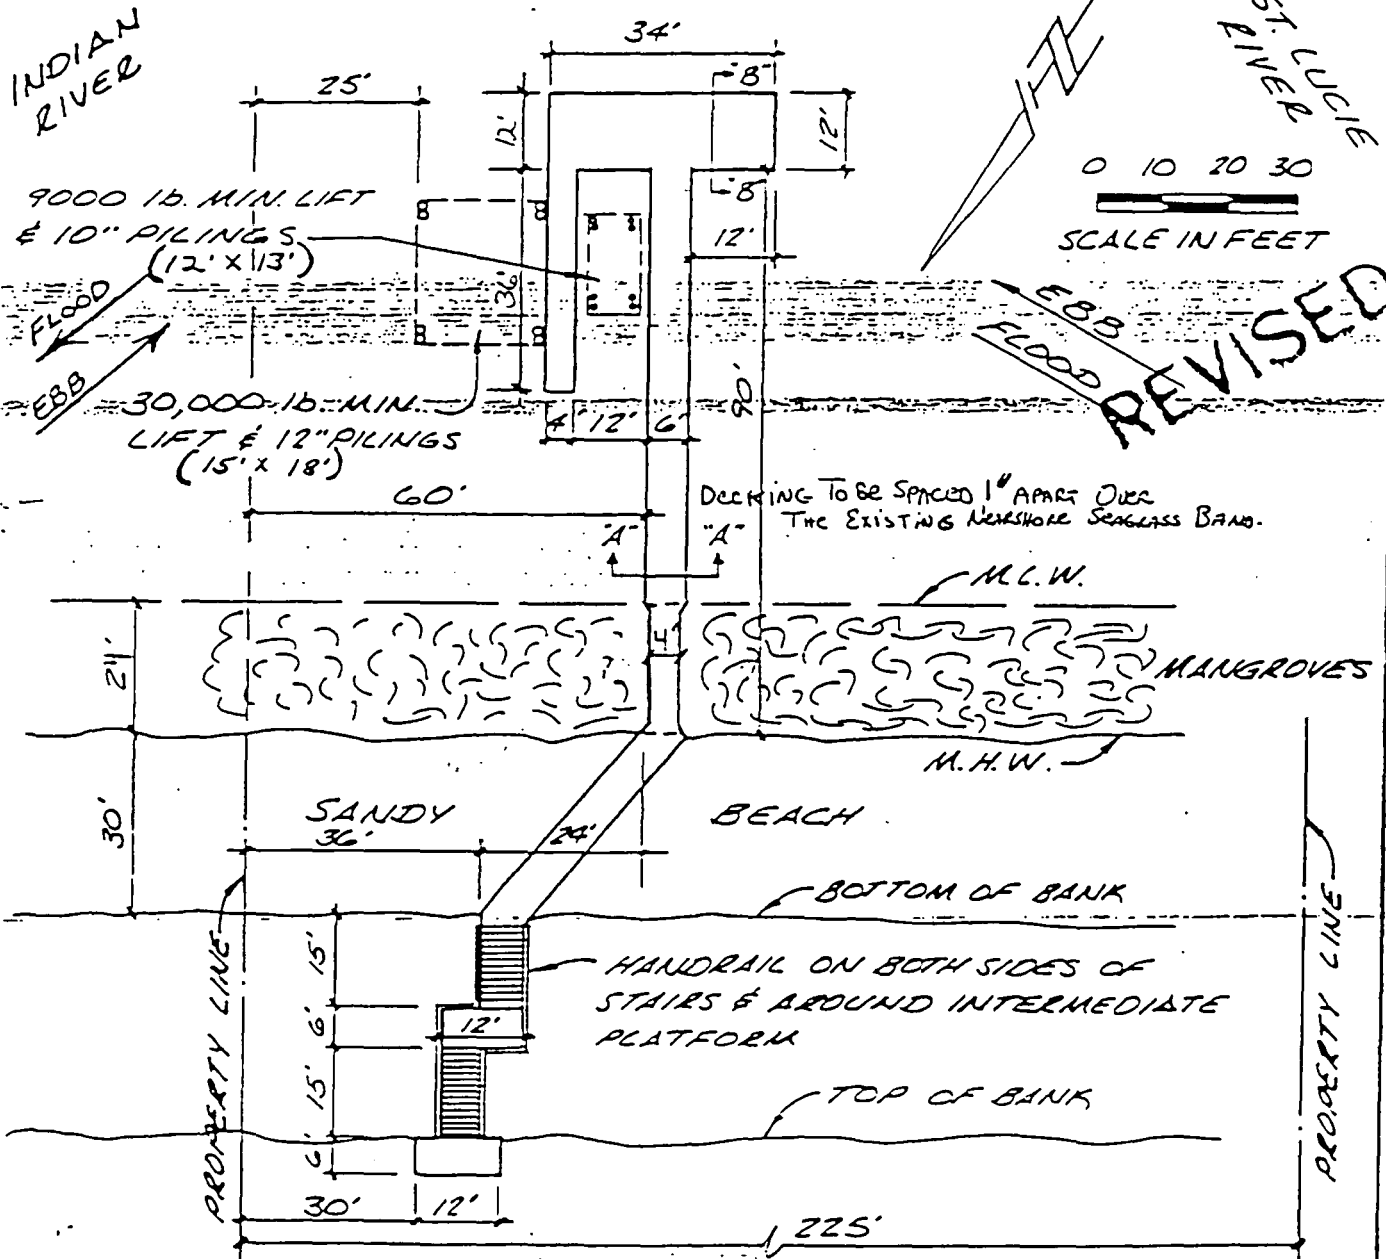 INDIAN
RIVER
ST. LUCIE
RIVER
34'
25'
"B"
12'
12'
0 10 20 30
SCALE IN FEET
9000 lb. MIN. LIFT
& 10" PILINGS
(12' X 13')
"B"
12'
36'
FLOOD
EBB
EBB
FLOOD
REVISED
30,000 lb. MIN.
LIFT & 12" PILINGS
(15' X 18')
4' 12' 6'
90'
60'
DECKING TO BE SPACED 1" APART OVER
THE EXISTING NEARSHORE SEAGRASS BAND.
"A" "A"
M.L.W.
MANGROVES
M.H.W.
30'
SANDY BEACH
36' 24'
BOTTOM OF BANK
PROPERTY LINE
15'
HANDRAIL ON BOTH SIDES OF
STAIRS & AROUND INTERMEDIATE
PLATFORM
6'
12'
15'
TOP OF BANK
6'
PROPERTY LINE
30' 12'
225'